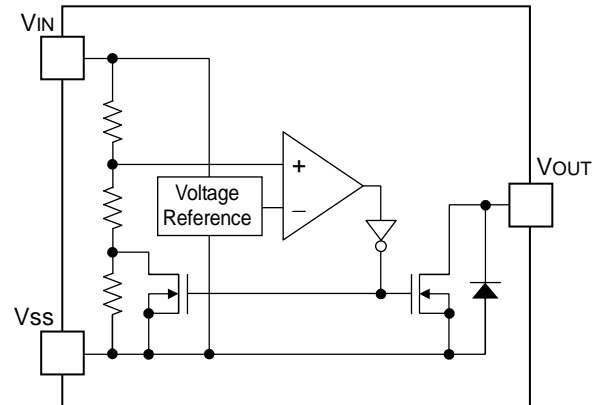 VIN
+
Voltage
Reference
−
VOUT
VSS